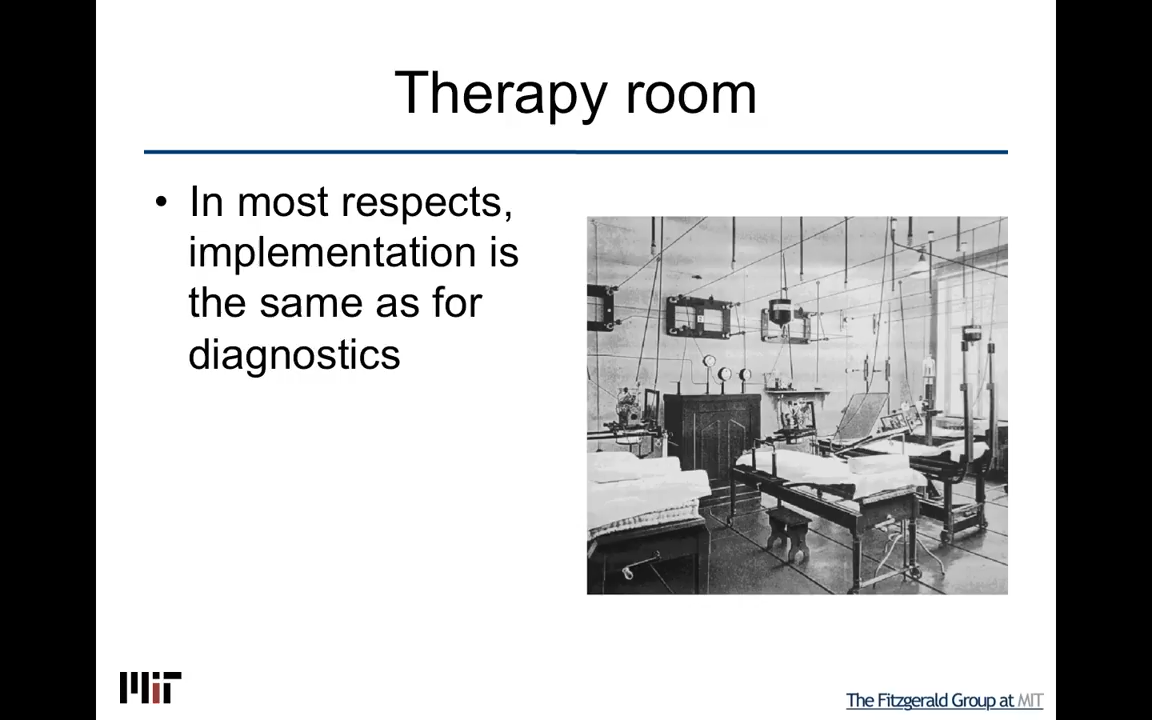 Therapy room
• In most respects,
implementation is
the same as for
diagnostics
MIT
The Fitzgerald Group at MIT